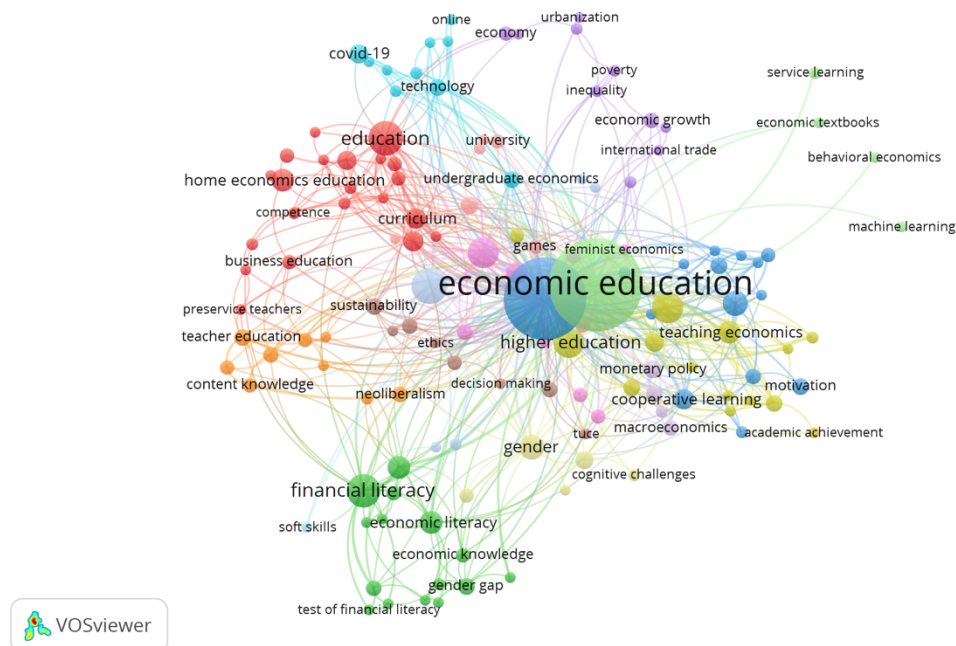 online
urbanization
economy
covid-19
poverty
service learning
technology
inequality
economic growth
economic textbooks
education
university
international trade
behavioral economics
home economics education
undergraduate economics
competence
curriculum
machine learning
games
feminist economics
business education
economic education
preservice teachers
sustainability
teacher education
ethics
higher education
teaching economics
monetary policy
content knowledge
decision making
motivation
neoliberalism
cooperative learning
macroeconomics
tuce
academic achievement
gender
cognitive challenges
financial literacy
soft skills
economic literacy
economic knowledge
gender gap
test of financial literacy
VOSviewer